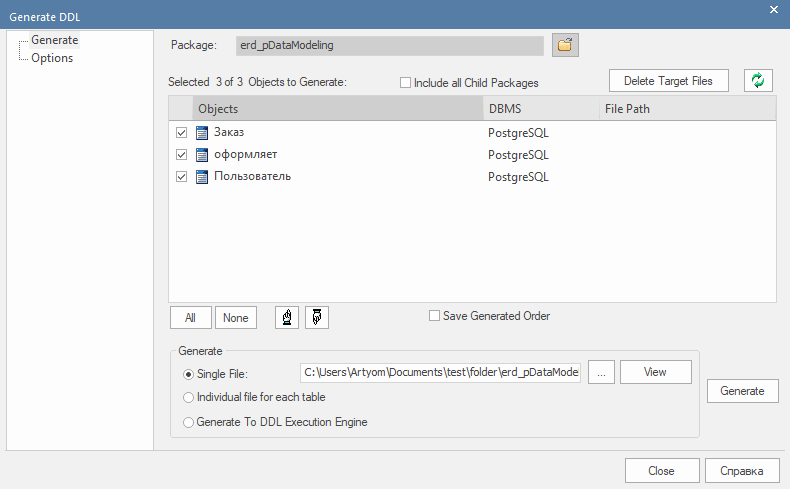 Generate DDL
Generate
Options
Package: erd_pDataModeling
Selected 3 of 3 Objects to Generate: Include all Child Packages Delete Target Files
Objects DBMS File Path
Заказ PostgreSQL
оформляет PostgreSQL
Пользователь PostgreSQL
All None Save Generated Order
Generate
Single File: C:\Users\Artyom\Documents\test\folder\erd_pDataModel ... View
Individual file for each table
Generate
Generate To DDL Execution Engine
Close Справка